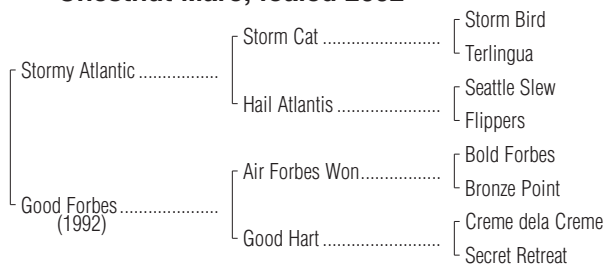 Chestnut Mare; foaled 2002
Storm Bird
Storm Cat
Terlingua
Stormy Atlantic
Seattle Slew
Hail Atlantis
Flippers
Bold Forbes
Air Forbes Won
Bronze Point
Good Forbes
(1992)
Creme dela Creme
Good Hart
Secret Retreat